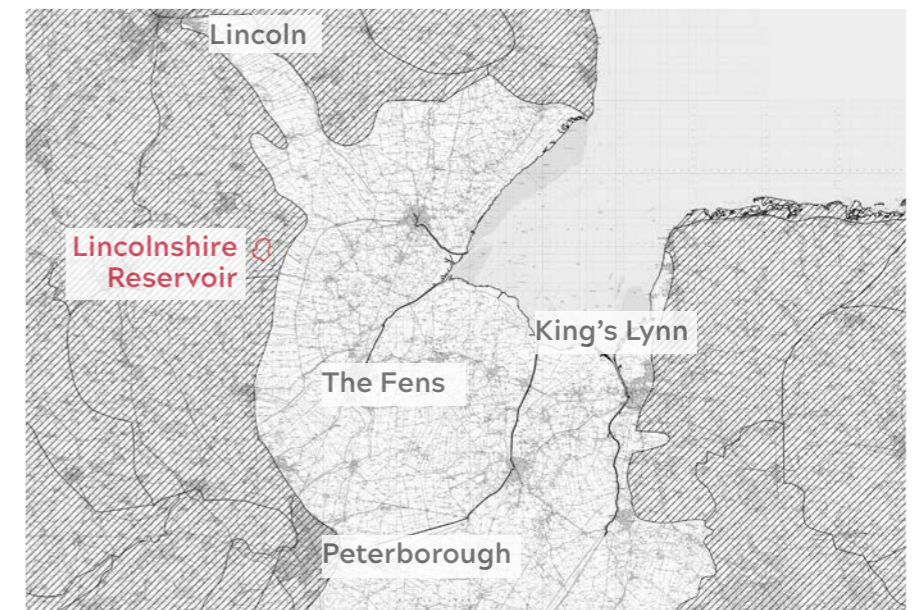 Lincoln
Lincolnshire
Reservoir
King’s Lynn
The Fens
Peterborough